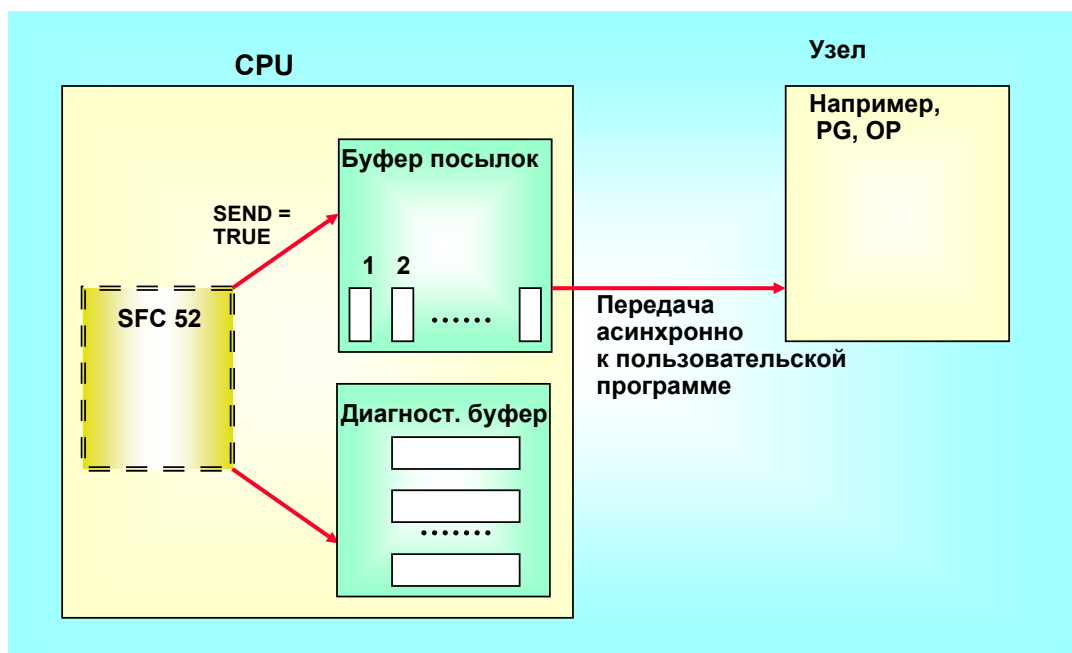 CPU
Узел
Например,
PG, OP
Буфер посылок
SEND =
TRUE
1 2
......
SFC 52
Передача
асинхронно
к пользовательской
программе
Диагност. буфер
.......